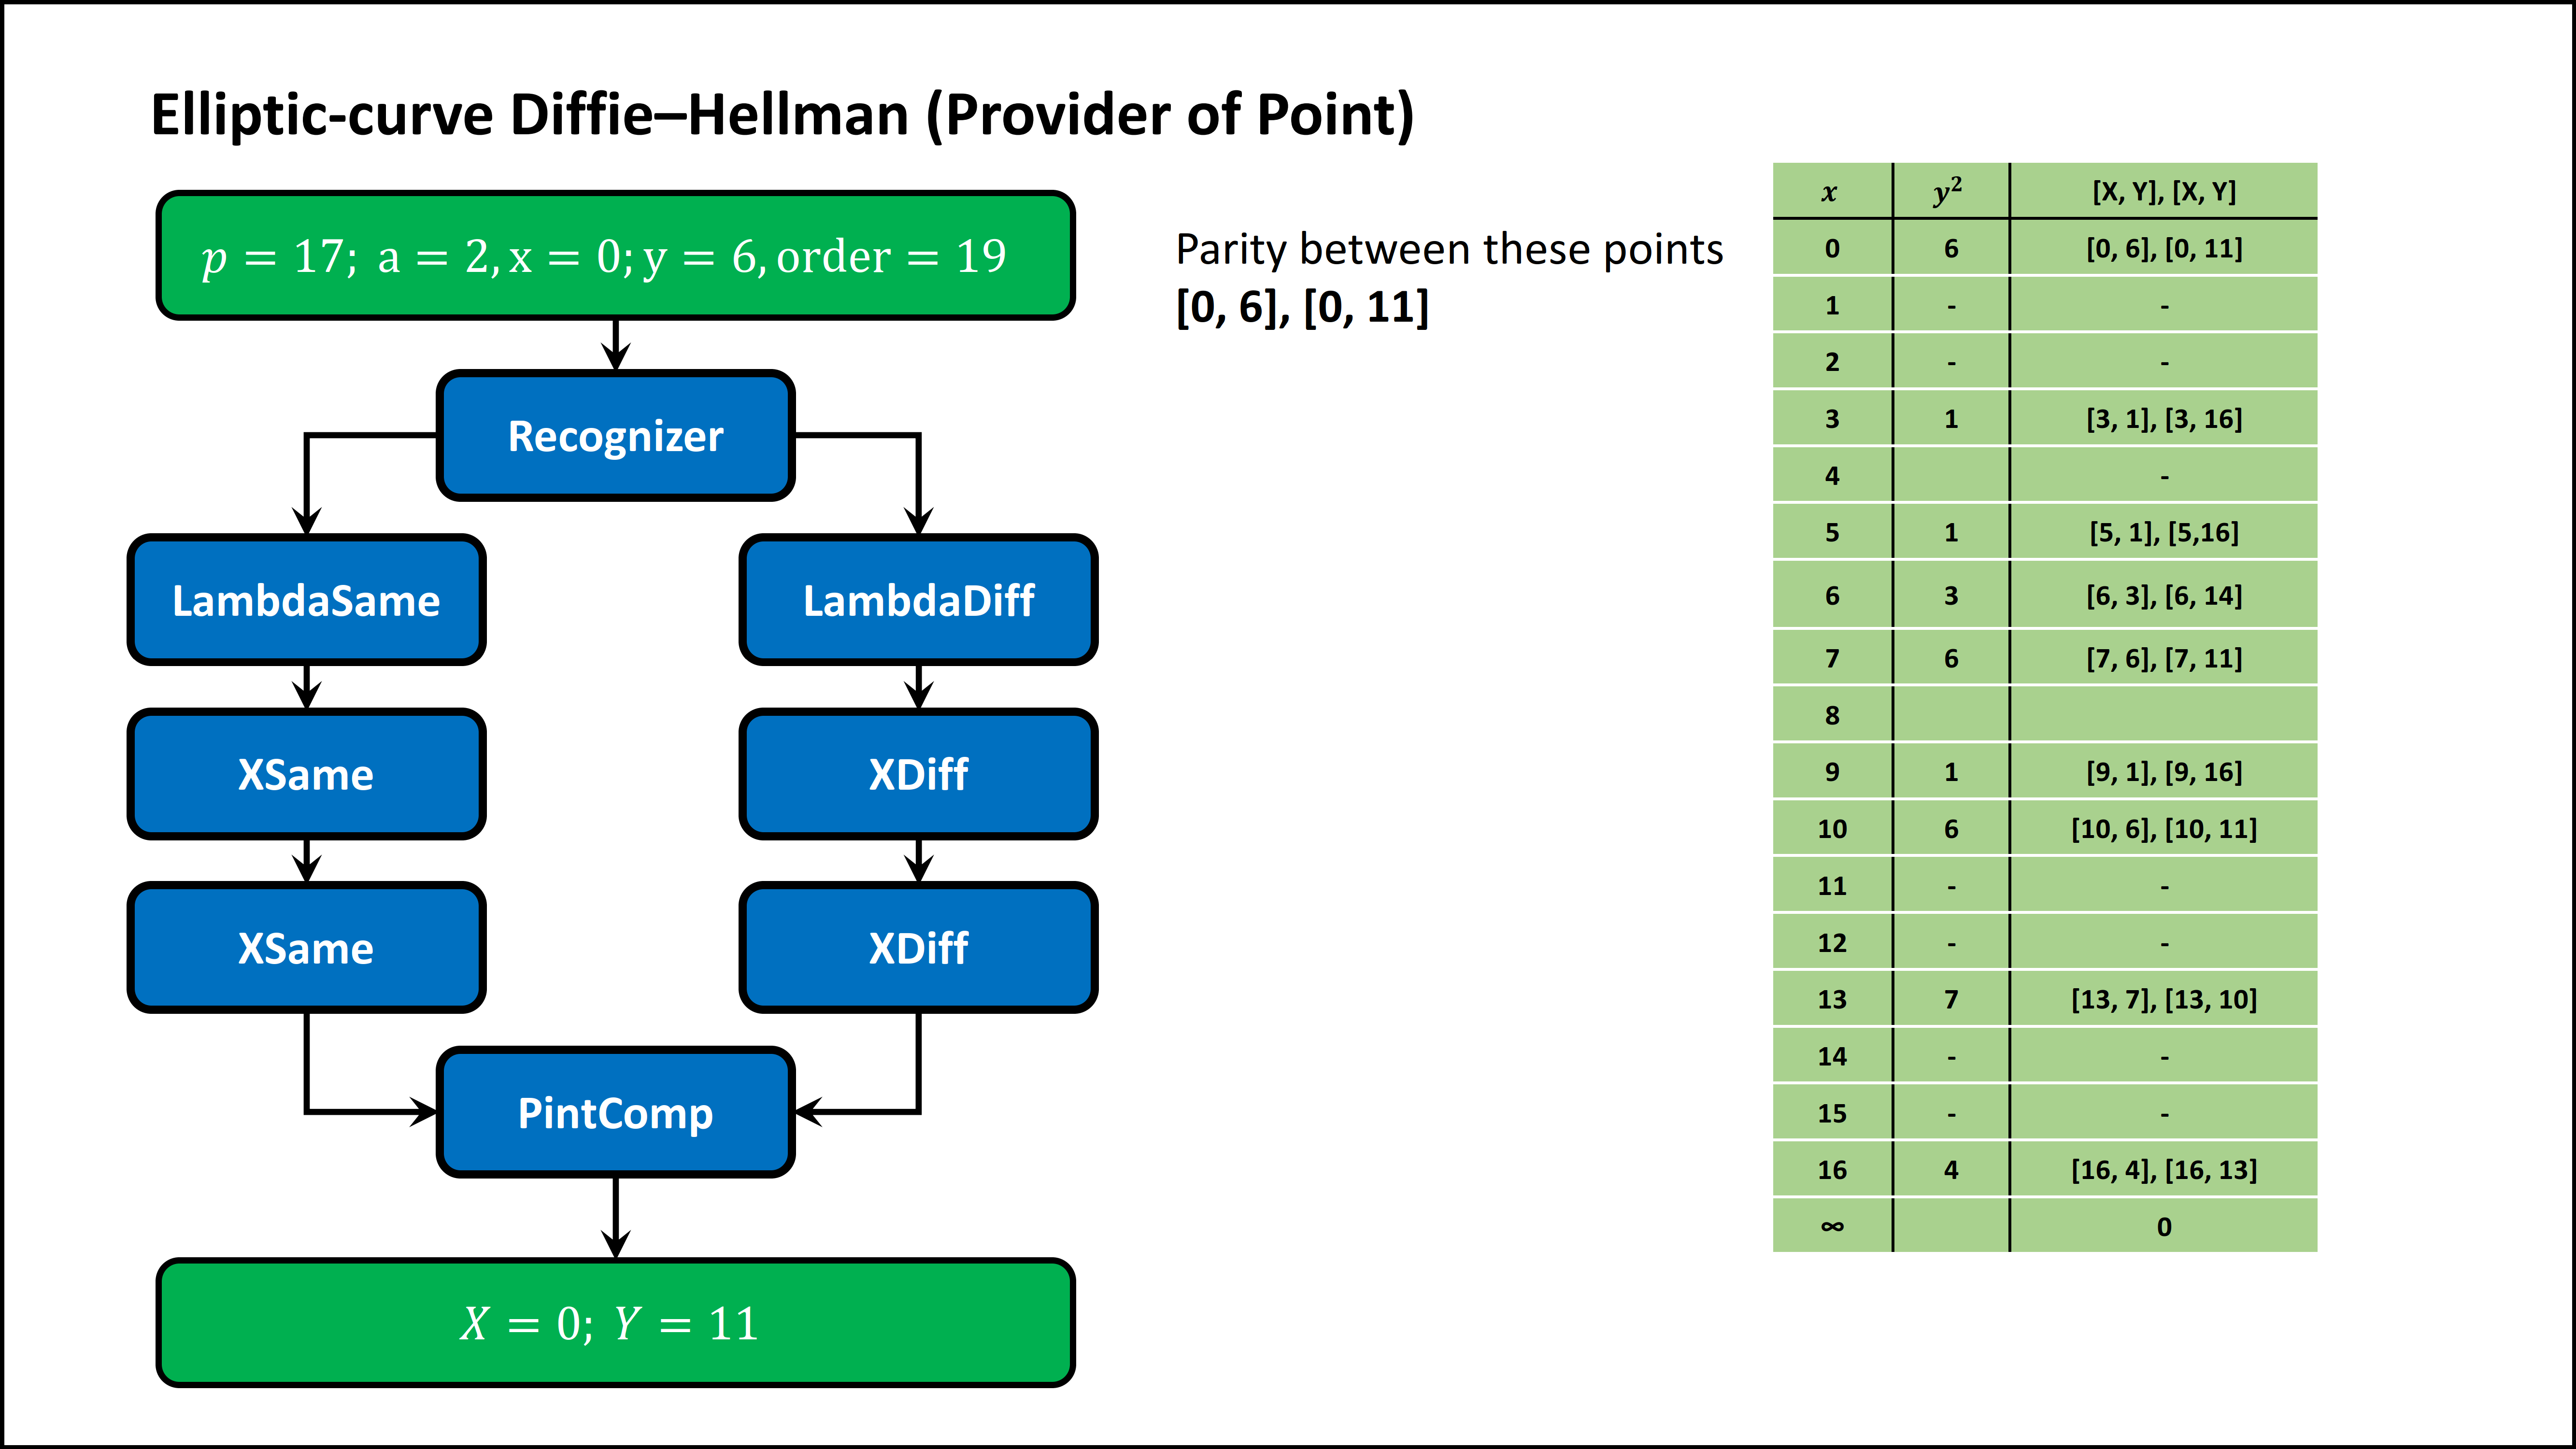 Elliptic-curve Diffie–Hellman (Provider of Point)
p = 17; a = 2, x = 0; y = 6, order = 19
Parity between these points
[0, 6], [0, 11]
Recognizer
LambdaSame
LambdaDiff
XSame
XDiff
XSame
XDiff
PintComp
X = 0; Y = 11
x y² [X, Y], [X, Y]
0 6 [0, 6], [0, 11]
1 - -
2 - -
3 1 [3, 1], [3, 16]
4 -
5 1 [5, 1], [5,16]
6 3 [6, 3], [6, 14]
7 6 [7, 6], [7, 11]
8
9 1 [9, 1], [9, 16]
10 6 [10, 6], [10, 11]
11 - -
12 - -
13 7 [13, 7], [13, 10]
14 - -
15 - -
16 4 [16, 4], [16, 13]
∞ 0